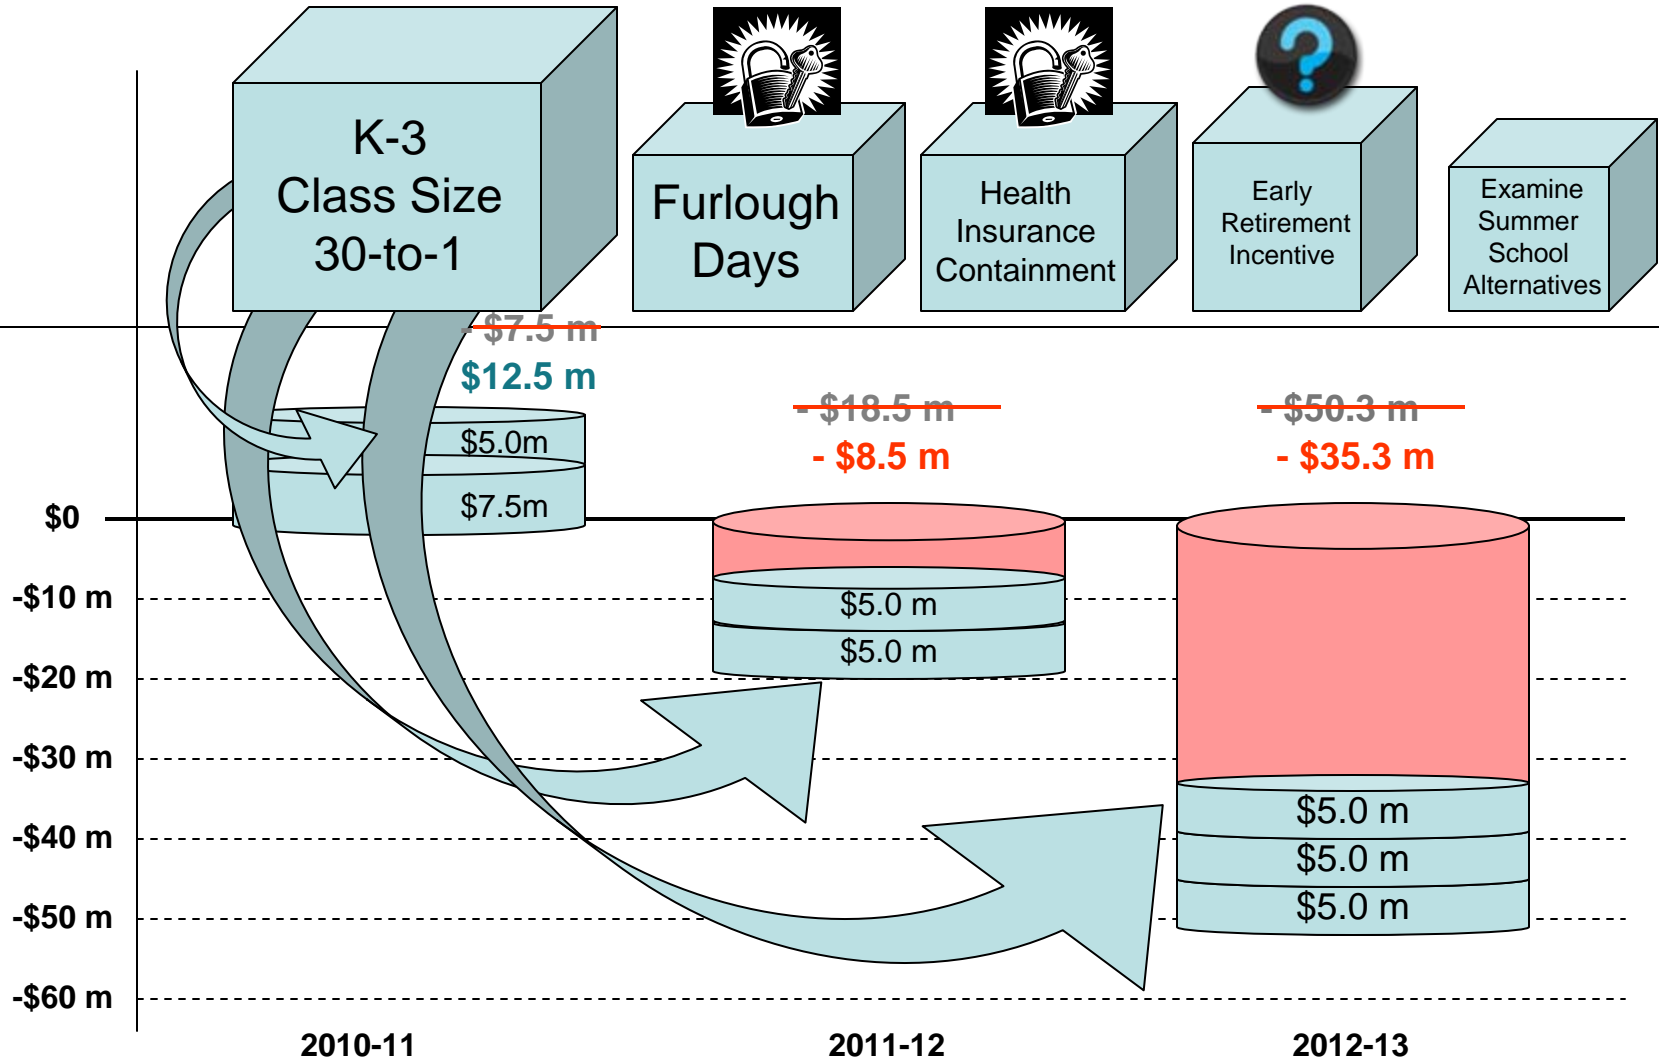 K-3
Class Size
30-to-1
Furlough
Days
Health
Insurance
Containment
Early
Retirement
Incentive
Examine
Summer
School
Alternatives
- $7.5 m
$12.5 m
- $18.5 m
- $8.5 m
- $50.3 m
- $35.3 m
$5.0m
$7.5m
$5.0 m
$5.0 m
$5.0 m
$5.0 m
$5.0 m
$0
-$10 m
-$20 m
-$30 m
-$40 m
-$50 m
-$60 m
2010-11
2011-12
2012-13